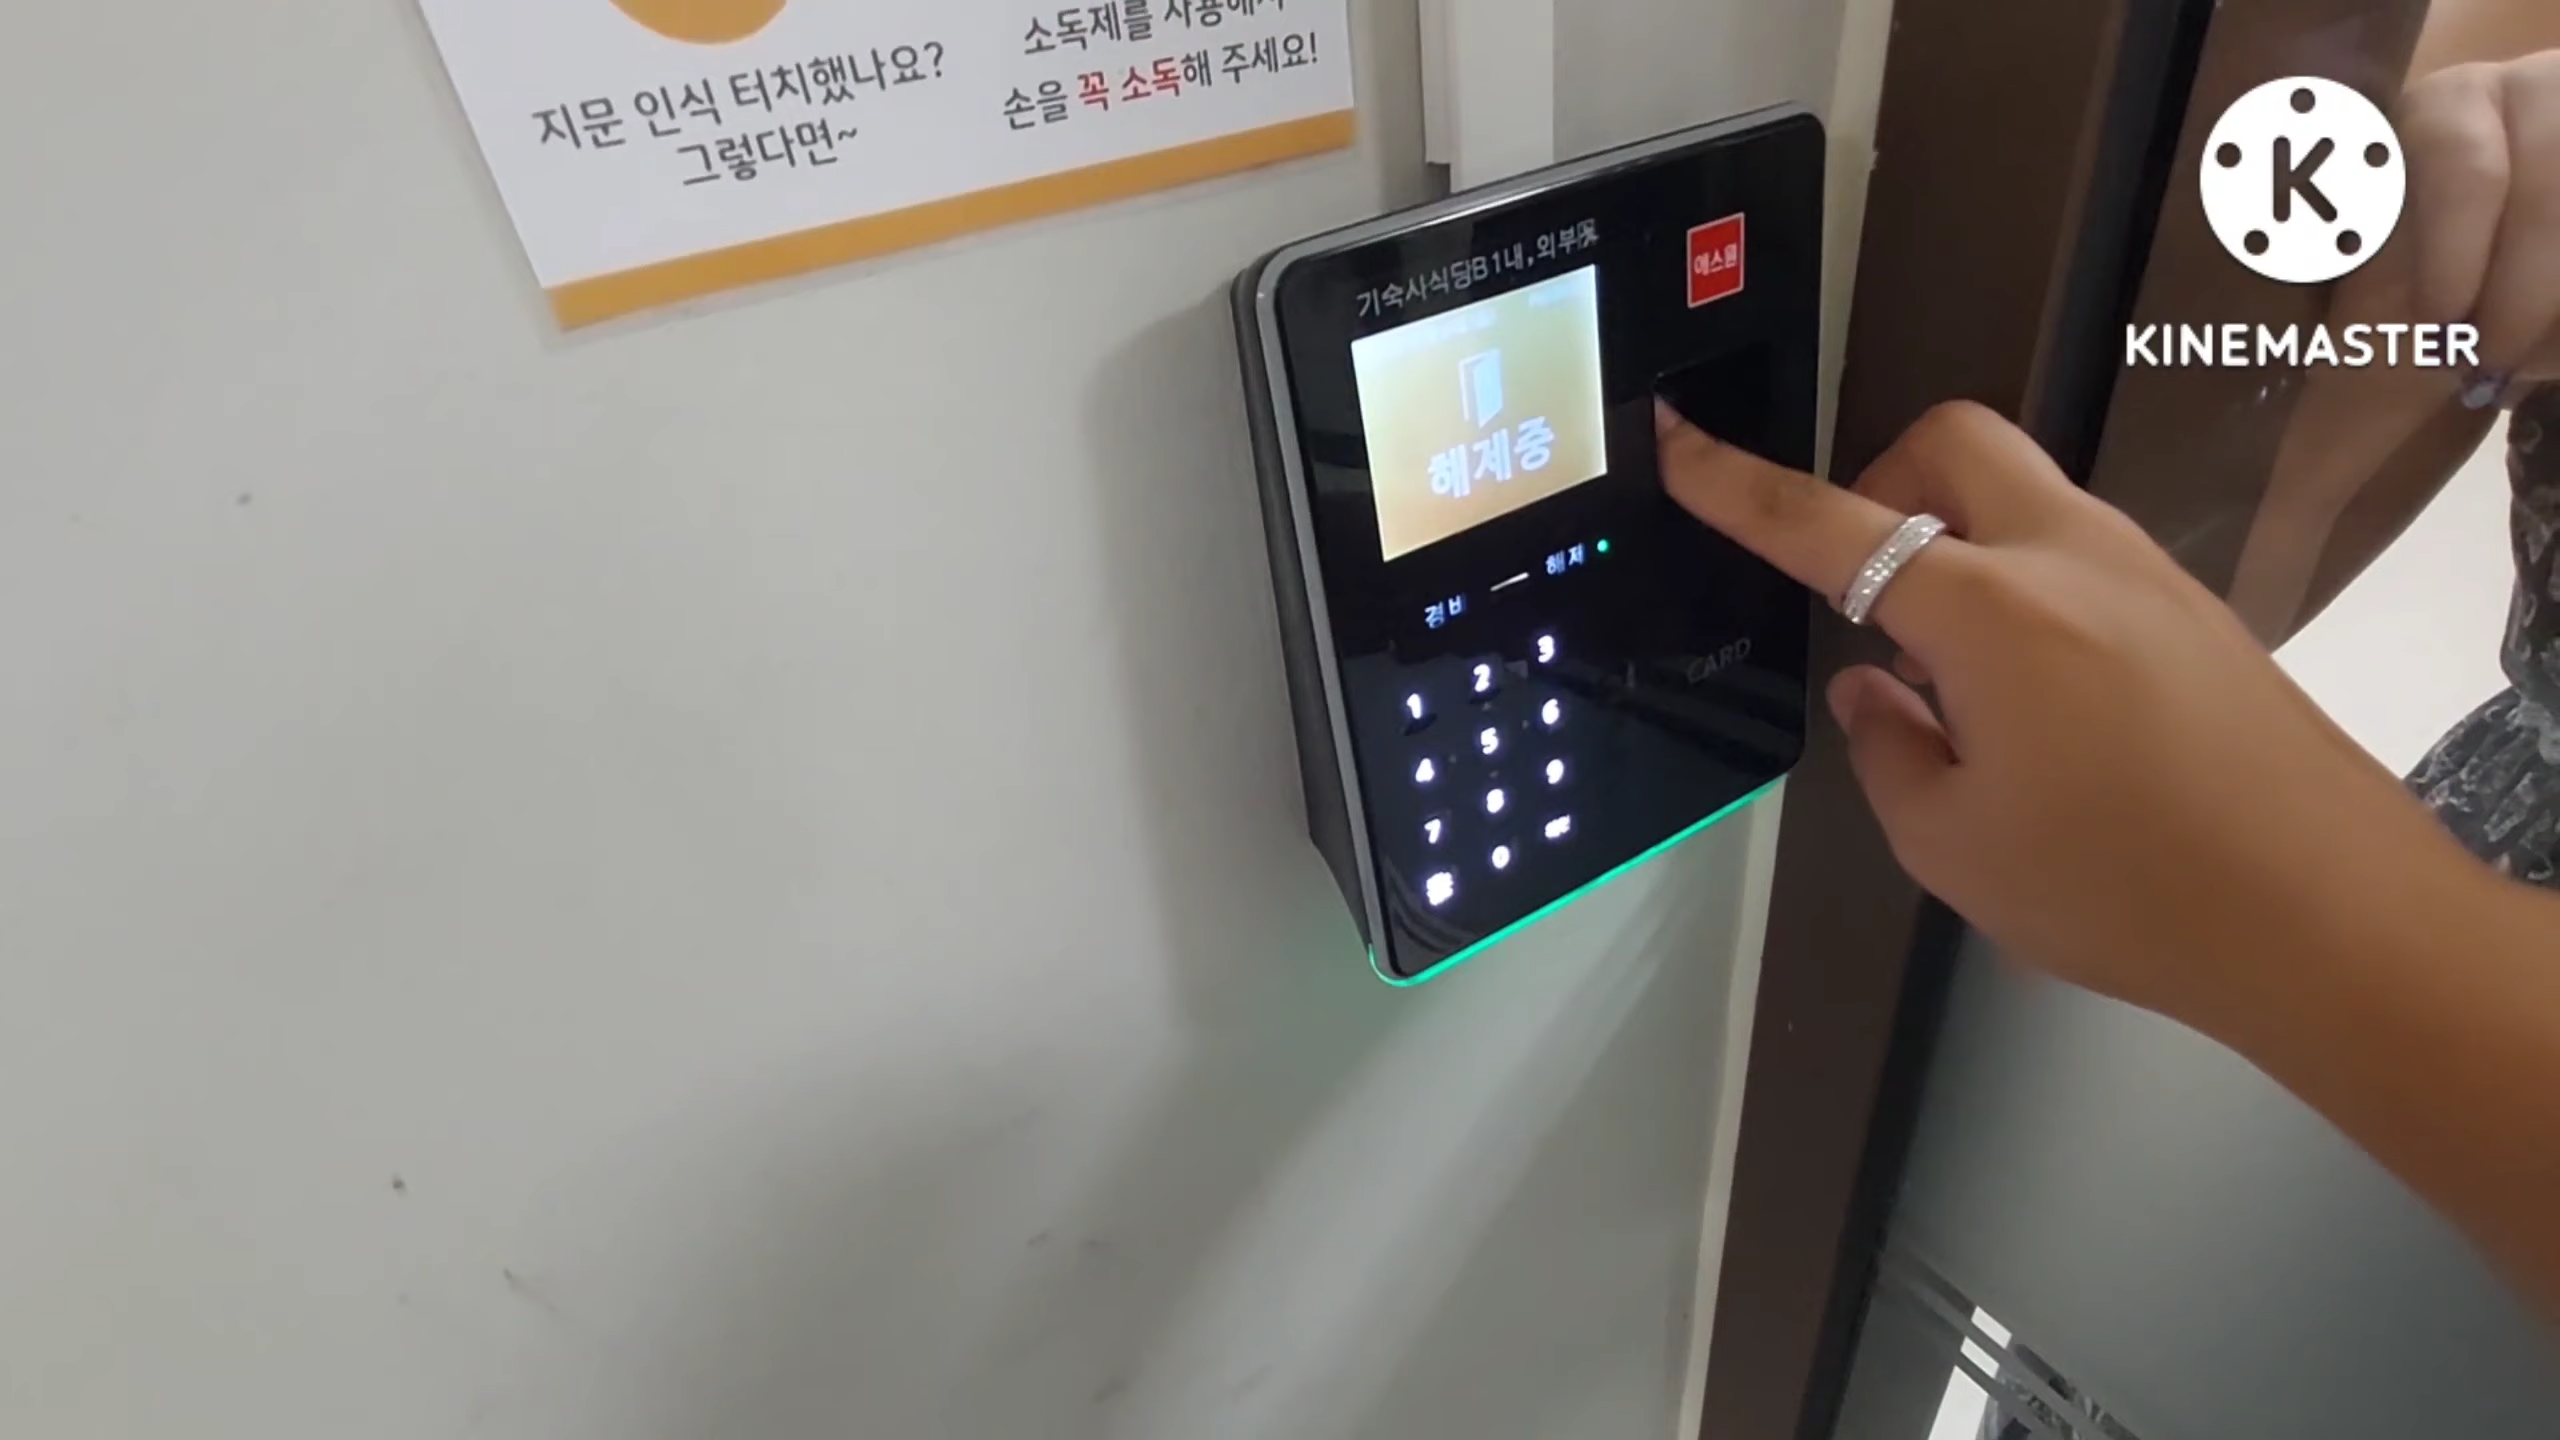 소독제를 사용해서
지문 인식 터치했나요?
그렇다면~
손을 꼭 소독해 주세요!
K
KINEMASTER
기숙사식당B1내,외부
에스원
해제중
경비
해제
1 2 3
4 5 6
7 8 9
0
CARD